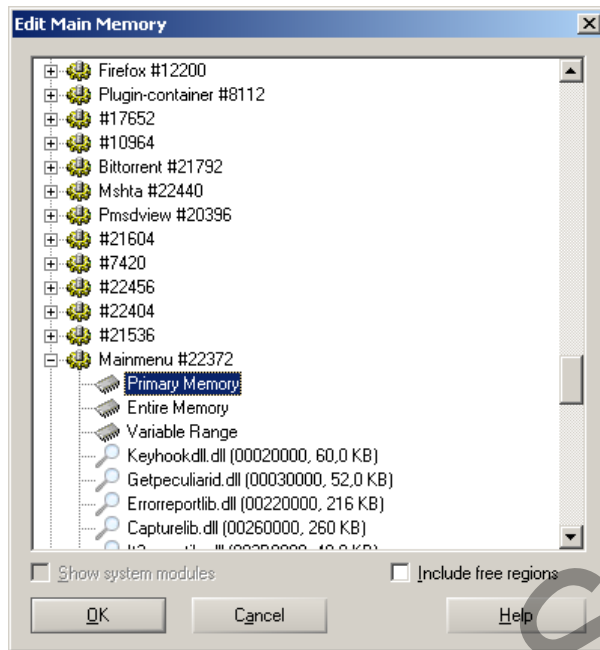 Edit Main Memory
Firefox #12200
Plugin-container #8112
#17652
#10964
Bittorrent #21792
Mshta #22440
Pmsdview #20396
#21604
#7420
#22456
#22404
#21536
Mainmenu #22372
Primary Memory
Entire Memory
Variable Range
Keyhookdll.dll (00020000, 60,0 KB)
Getpeculiarid.dll (00030000, 52,0 KB)
Errorreportlib.dll (00220000, 216 KB)
Capturelib.dll (00260000, 260 KB)
Show system modules
Include free regions
OK
Cancel
Help